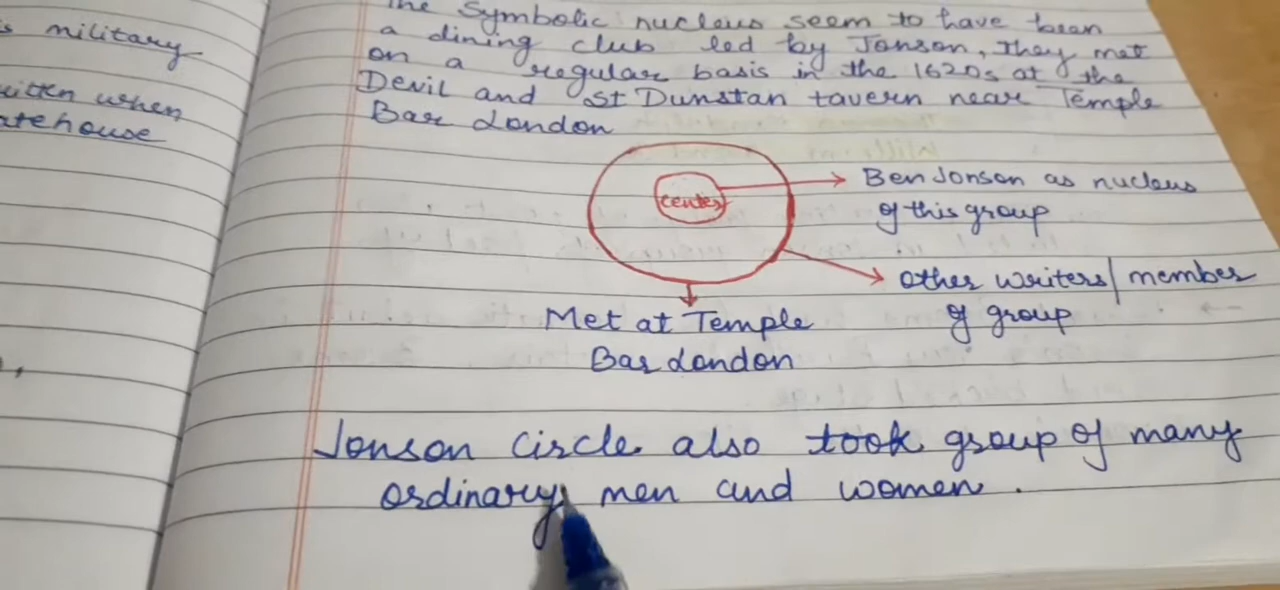 s military
written when
atehouse
the Symbolic nucleus seem to have been
a dining club led by Jonson, They met
on a regular basis in the 1620s at the
Devil and St Dunstan tavern near Temple
Bar London
center
Ben Jonson as nucleus
of this group
Other writers/member
of group
Met at Temple
Bar London
Jonson Circle also took group of many
ordinary men and women.